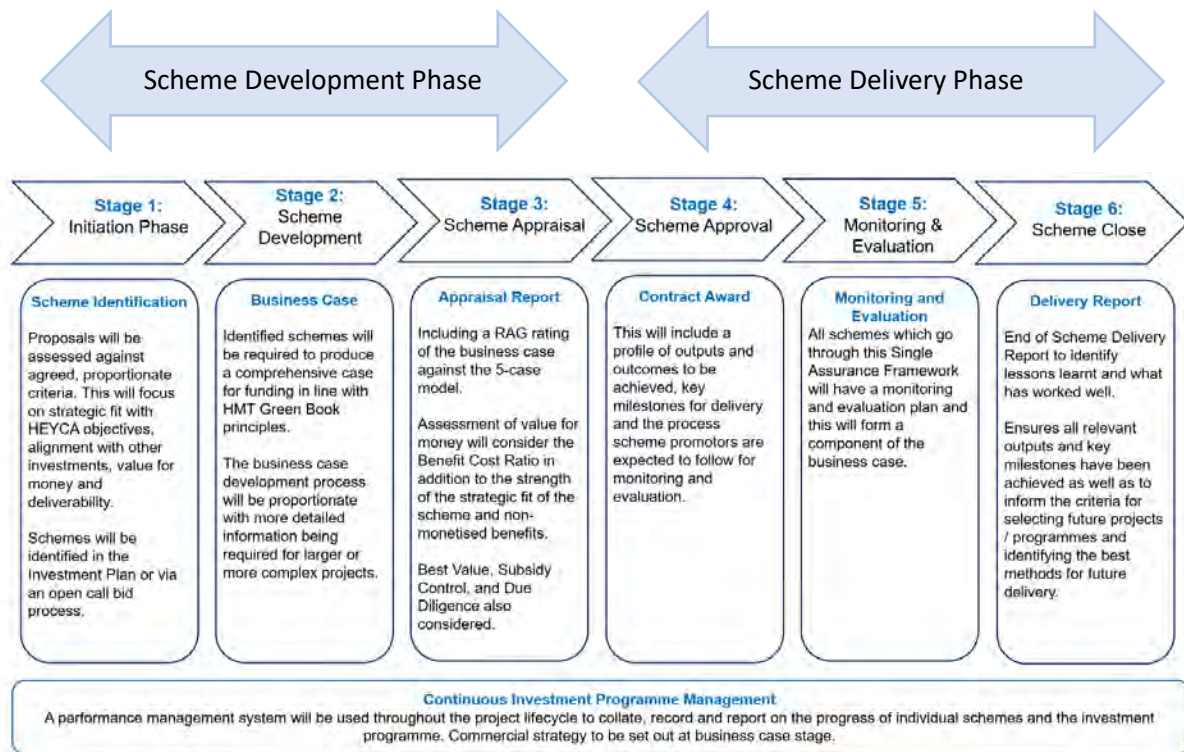 Scheme Development Phase
Scheme Delivery Phase
Stage 1:
Initiation Phase
Stage 2:
Scheme
Development
Stage 3:
Scheme Appraisal
Stage 4:
Scheme Approval
Stage 5:
Monitoring &
Evaluation
Stage 6:
Scheme Close
Scheme Identification
Proposals will be
assessed against
agreed, proportionate
criteria. This will focus
on strategic fit with
HEYCA objectives,
alignment with other
investments, value for
money and
deliverability.
Schemes will be
identified in the
Investment Plan or via
an open call bid
process.
Business Case
Identified schemes will
be required to produce
a comprehensive case
for funding in line with
HMT Green Book
principles.
The business case
development process
will be proportionate
with more detailed
information being
required for larger or
more complex projects.
Appraisal Report
Including a RAG rating
of the business case
against the 5-case
model.
Assessment of value for
money will consider the
Benefit Cost Ratio in
addition to the strength
of the strategic fit of the
scheme and non-
monetised benefits.
Best Value, Subsidy
Control, and Due
Diligence also
considered.
Contract Award
This will include a
profile of outputs and
outcomes to be
achieved, key
milestones for delivery
and the process
scheme promotors are
expected to follow for
monitoring and
evaluation.
Monitoring and
Evaluation
All schemes which go
through this Single
Assurance Framework
will have a monitoring
and evaluation plan and
this will form a
component of the
business case.
Delivery Report
End of Scheme Delivery
Report to identify
lessons learnt and what
has worked well.
Ensures all relevant
outputs and key
milestones have been
achieved as well as to
inform the criteria for
selecting future projects
/ programmes and
identifying the best
methods for future
delivery.
Continuous Investment Programme Management
A performance management system will be used throughout the project lifecycle to collate, record and report on the progress of individual schemes and the investment
programme. Commercial strategy to be set out at business case stage.